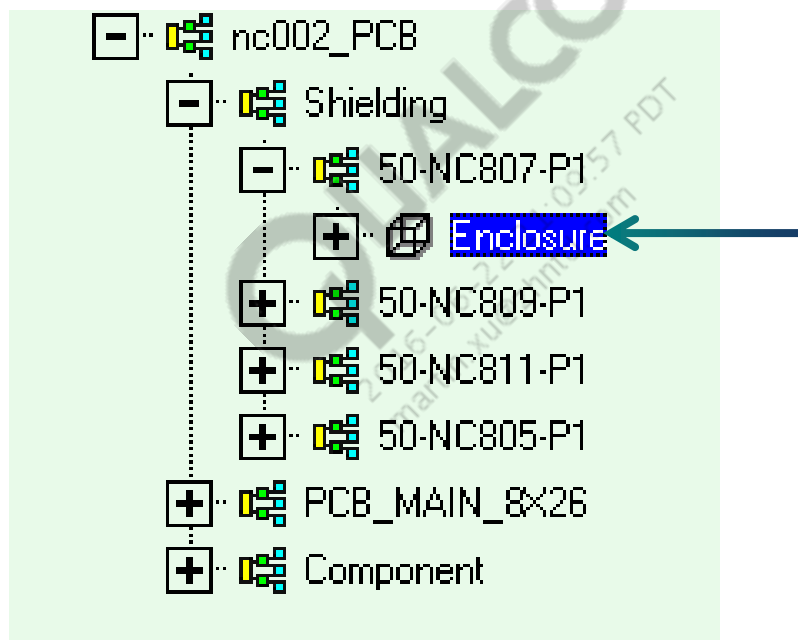 nc002_PCB
Shielding
50-NC807-P1
Enclosure
50-NC809-P1
50-NC811-P1
50-NC805-P1
PCB_MAIN_8X26
Component